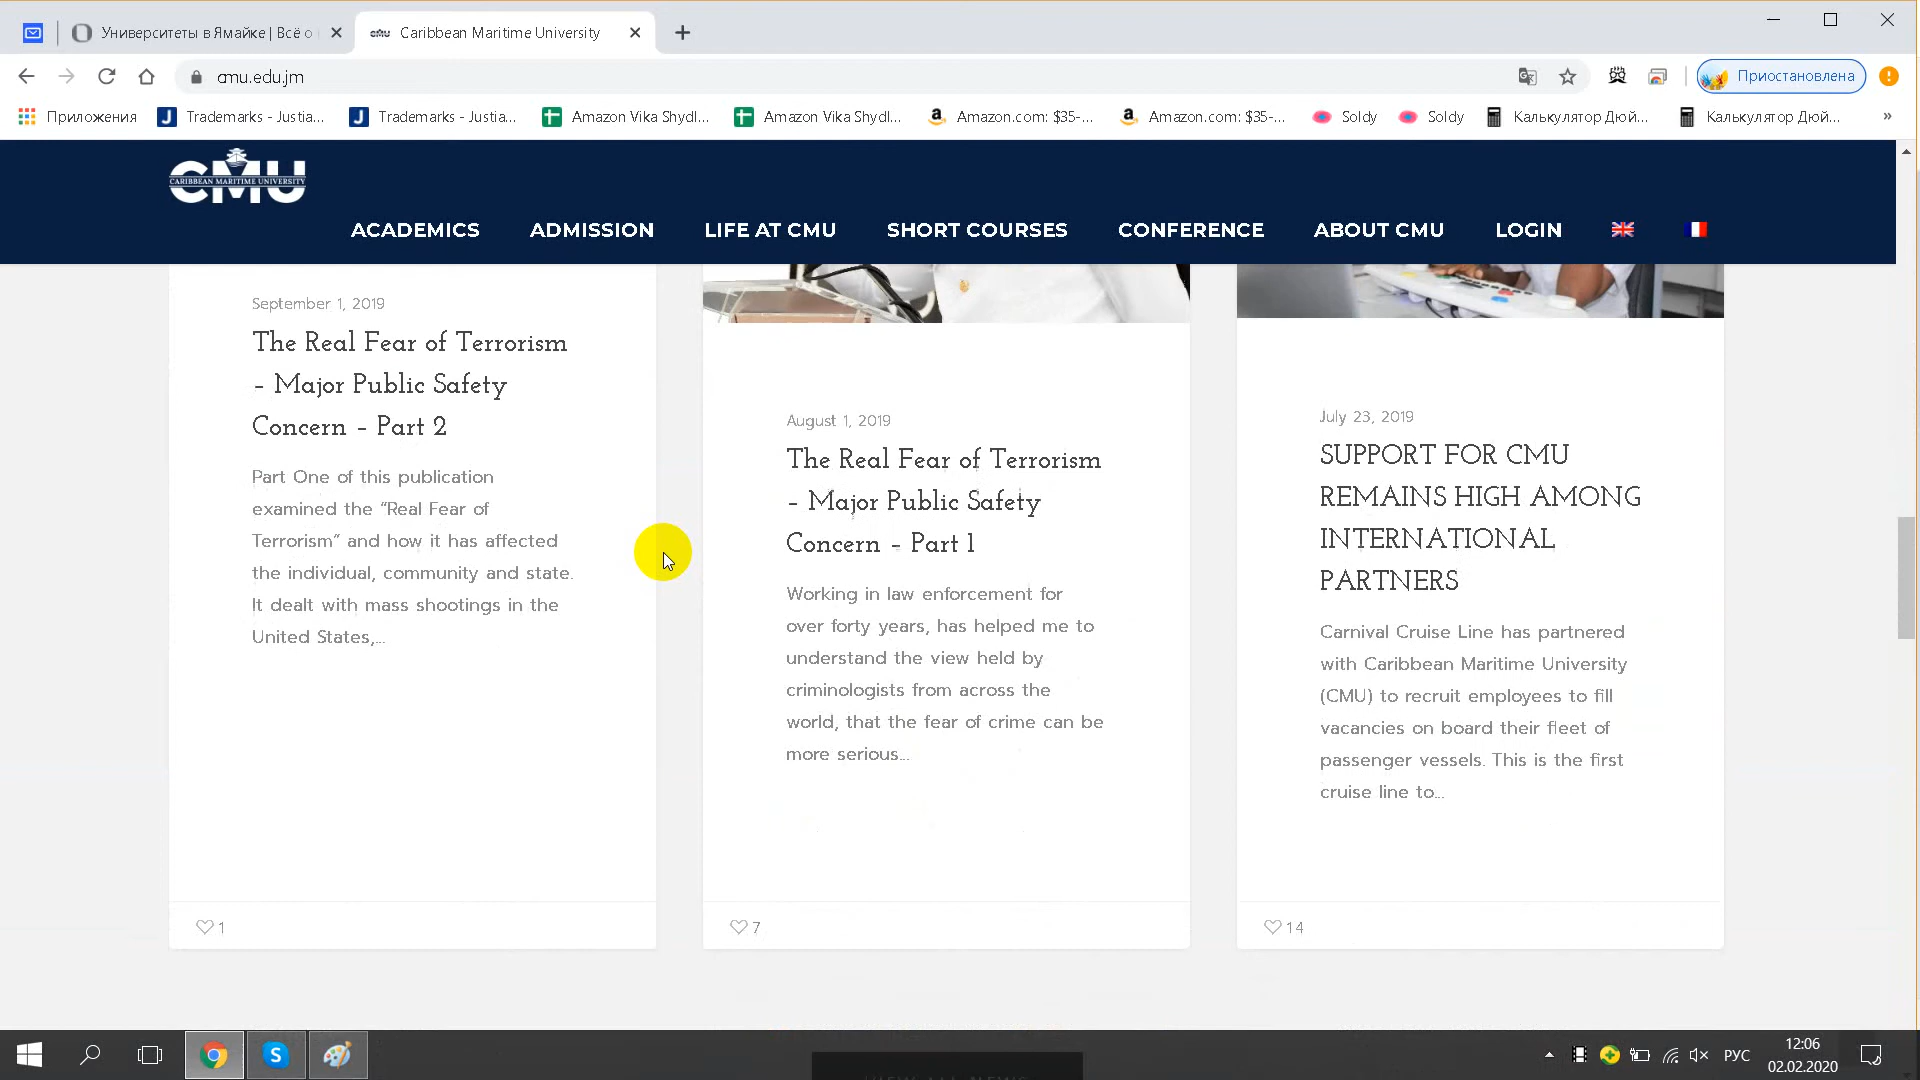 Университеты в Ямайке | Всё о
Caribbean Maritime University
cmu.edu.jm
Приостановлена
Приложения
Trademarks - Justia...
Trademarks - Justia...
Amazon Vika Shydl...
Amazon Vika Shydl...
Amazon.com: $35-...
Amazon.com: $35-...
Soldy
Soldy
Калькулятор Дюй...
Калькулятор Дюй...
»
CMU
CARIBBEAN MARITIME UNIVERSITY
ACADEMICS
ADMISSION
LIFE AT CMU
SHORT COURSES
CONFERENCE
ABOUT CMU
LOGIN
September 1, 2019
The Real Fear of Terrorism
– Major Public Safety
Concern – Part 2
Part One of this publication
examined the “Real Fear of
Terrorism” and how it has affected
the individual, community and state.
It dealt with mass shootings in the
United States,...
1
August 1, 2019
The Real Fear of Terrorism
– Major Public Safety
Concern – Part 1
Working in law enforcement for
over forty years, has helped me to
understand the view held by
criminologists from across the
world, that the fear of crime can be
more serious...
7
July 23, 2019
SUPPORT FOR CMU
REMAINS HIGH AMONG
INTERNATIONAL
PARTNERS
Carnival Cruise Line has partnered
with Caribbean Maritime University
(CMU) to recruit employees to fill
vacancies on board their fleet of
passenger vessels. This is the first
cruise line to...
14
РУС
12:06
02.02.2020